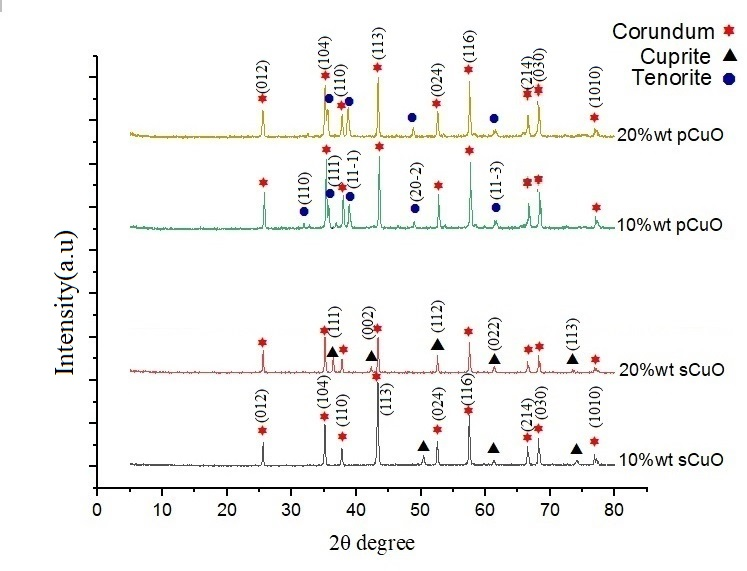 Corundum
Cuprite
Tenorite
(012)
(104)
(110)
(113)
(024)
(116)
(214)
(030)
(1010)
20%wt pCuO
(110)
(111)
(11-1)
(20-2)
(11-3)
10%wt pCuO
(111)
(002)
(112)
(022)
(113)
20%wt sCuO
(012)
(104)
(110)
(113)
(024)
(116)
(214)
(030)
(1010)
10%wt sCuO
Intensity(a.u)
0 10 20 30 40 50 60 70 80
2θ degree